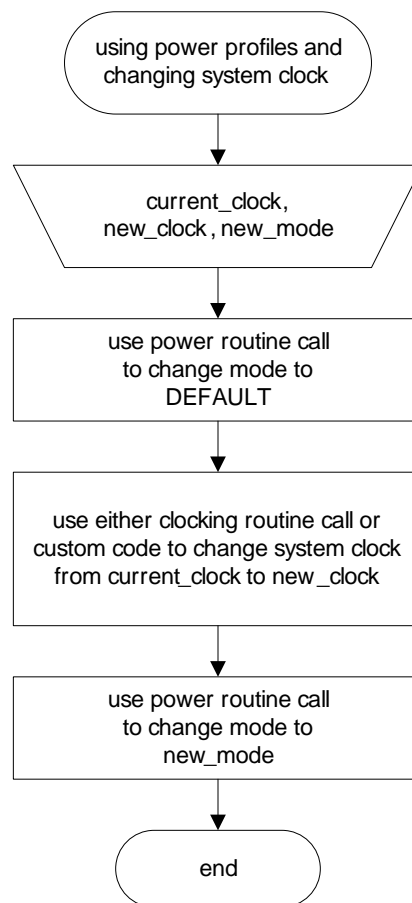 using power profiles and
changing system clock
current_clock,
new_clock, new_mode
use power routine call
to change mode to
DEFAULT
use either clocking routine call or
custom code to change system clock
from current_clock to new_clock
use power routine call
to change mode to
new_mode
end